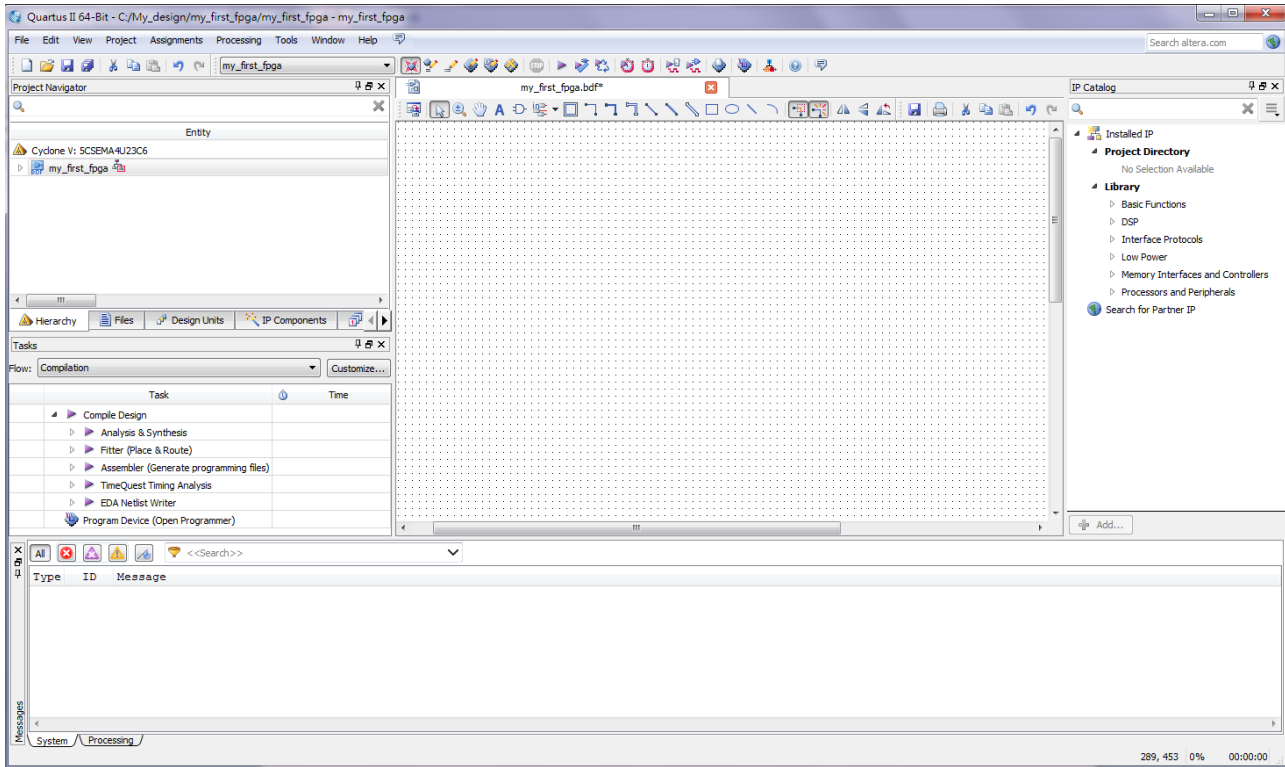 Quartus II 64-Bit - C:/My_design/my_first_fpga/my_first_fpga - my_first_fpga
File Edit View Project Assignments Processing Tools Window Help
Search altera.com
my_first_fpga
STOP
Project Navigator
Entity
Cyclone V: 5CSEMA4U23C6
my_first_fpga
Hierarchy Files Design Units IP Components
Tasks
Flow: Compilation Customize...
Task Time
Compile Design
Analysis & Synthesis
Fitter (Place & Route)
Assembler (Generate programming files)
TimeQuest Timing Analysis
EDA Netlist Writer
Program Device (Open Programmer)
my_first_fpga.bdf*
A
IP Catalog
Installed IP
Project Directory
No Selection Available
Library
Basic Functions
DSP
Interface Protocols
Low Power
Memory Interfaces and Controllers
Processors and Peripherals
Search for Partner IP
Add...
All <<Search>>
Type ID Message
Messages
System Processing
289, 453 0% 00:00:00